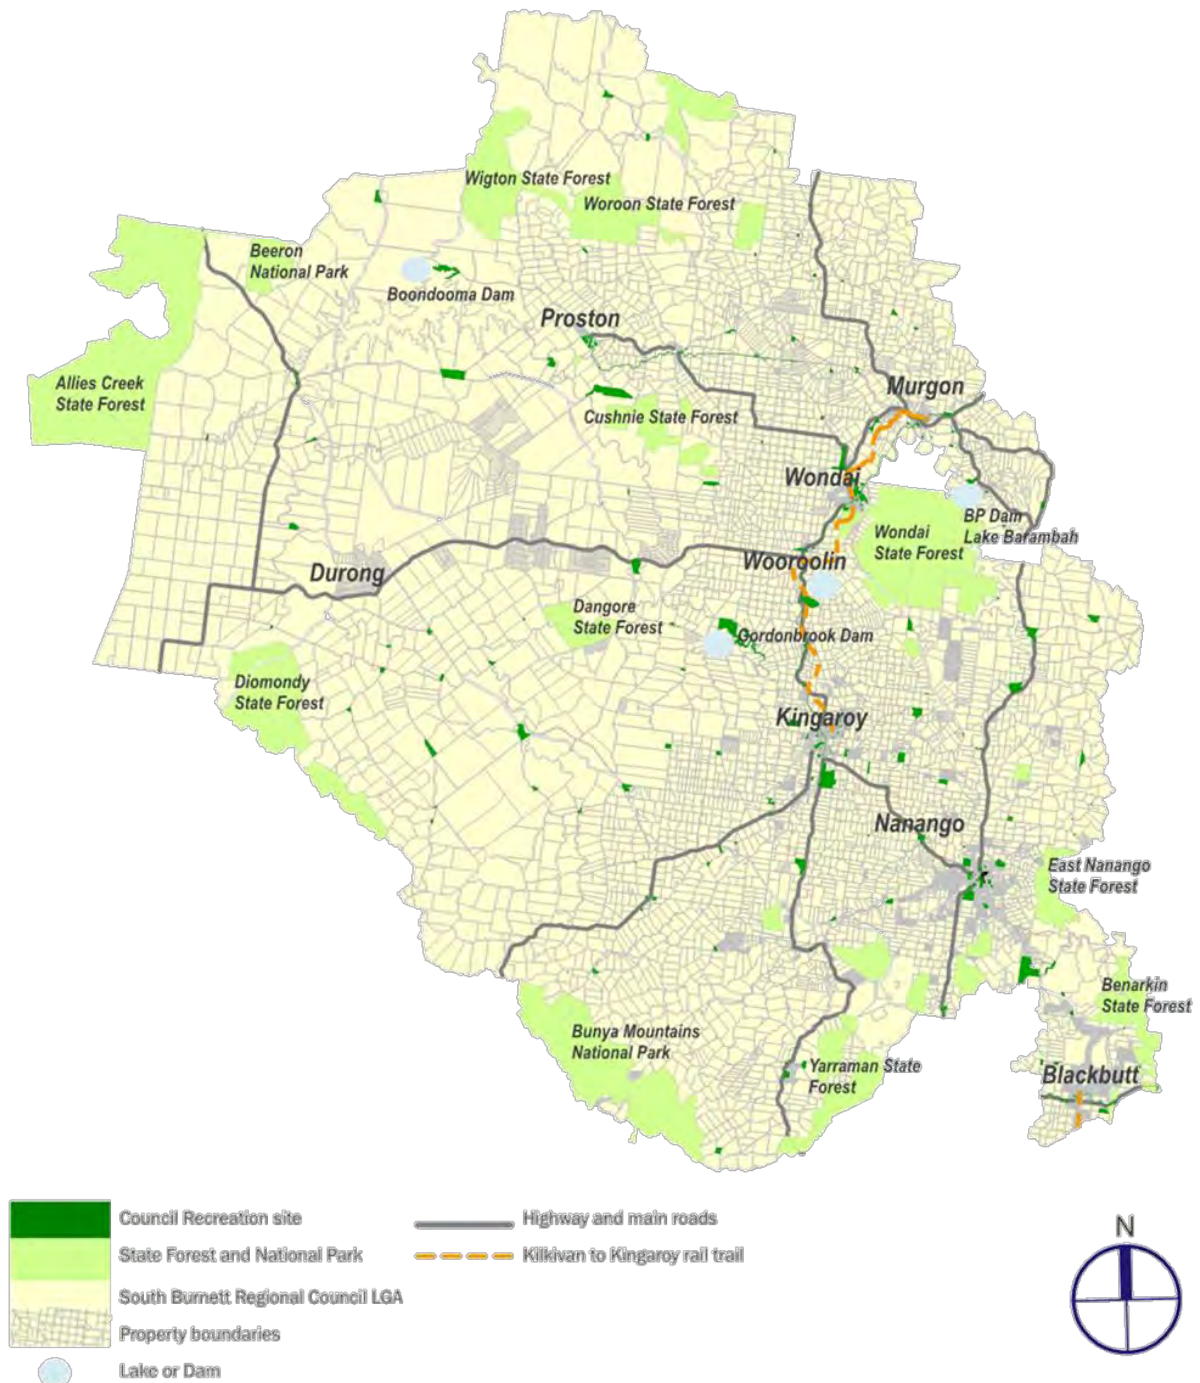 Wigton State Forest
Woroon State Forest
Beeron
National Park
Boondooma Dam
Proston
Allies Creek
State Forest
Murgon
Cushnie State Forest
Wondai
BP Dam
Lake Barambah
Wondai
State Forest
Wooroolin
Durong
Dangore
State Forest
Gordonbrook Dam
Diomondy
State Forest
Kingaroy
Nanango
East Nanango
State Forest
Benarkin
State Forest
Bunya Mountains
National Park
Yarraman State
Forest
Blackbutt
Council Recreation site
Highway and main roads
State Forest and National Park
Kilkivan to Kingaroy rail trail
South Burnett Regional Council LGA
Property boundaries
Lake or Dam
N